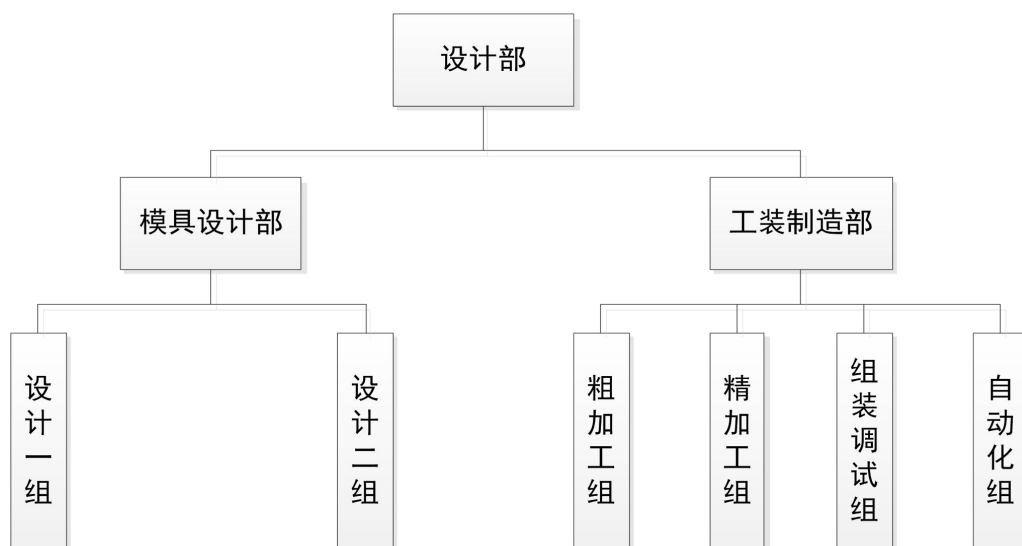 设计部
模具设计部
工装制造部
设计一组
设计二组
粗加工组
精加工组
组装调试组
自动化组